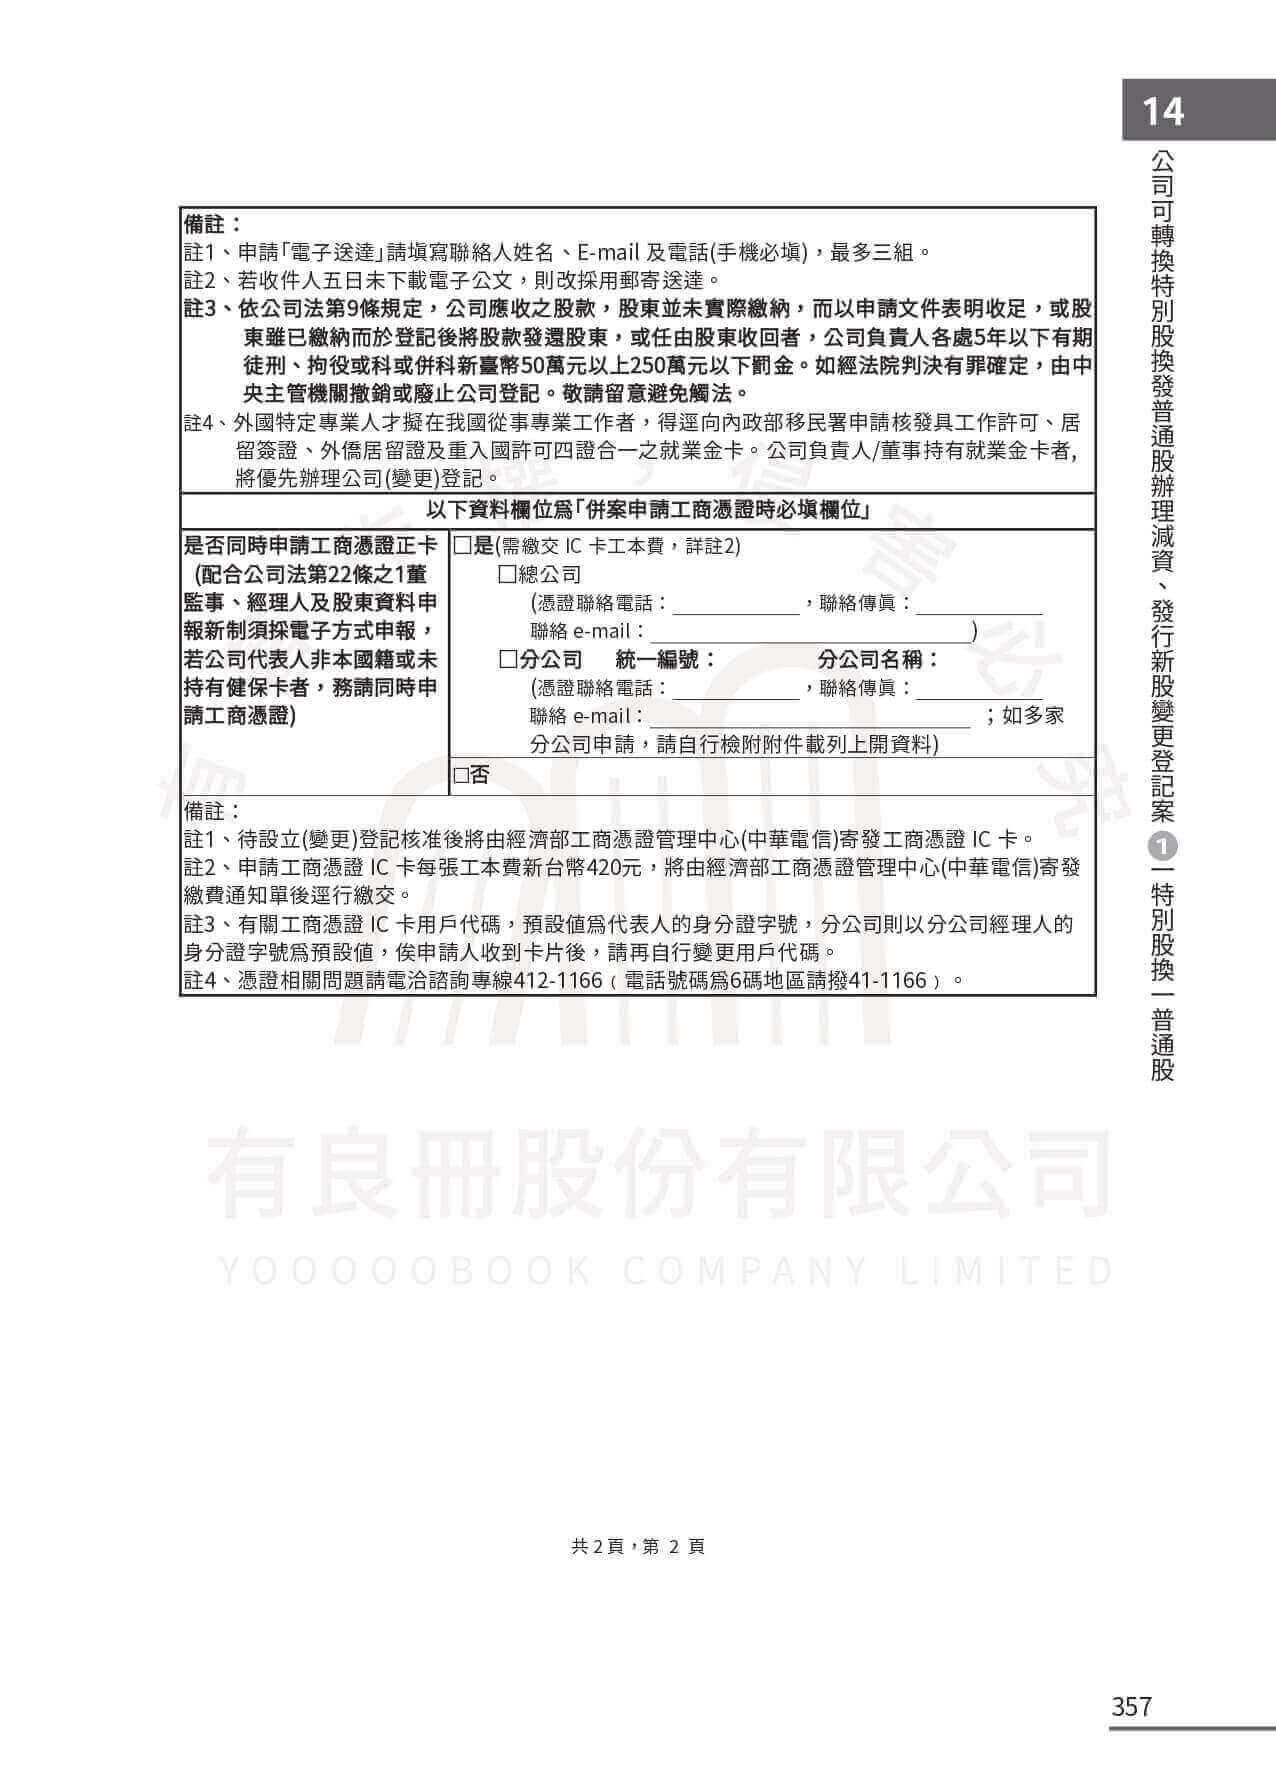 14
公司可轉換特別股換發普通股辦理減資、發行新股變更登記案 1 一特別股換一普通股
備註：
註1、申請「電子送達」請填寫聯絡人姓名、E-mail 及電話(手機必填)，最多三組。
註2、若收件人五日未下載電子公文，則改採用郵寄送達。
註3、依公司法第9條規定，公司應收之股款，股東並未實際繳納，而以申請文件表明收足，或股
東雖已繳納而於登記後將股款發還股東，或任由股東收回者，公司負責人各處5年以下有期
徒刑、拘役或科或併科新臺幣50萬元以上250萬元以下罰金。如經法院判決有罪確定，由中
央主管機關撤銷或廢止公司登記。敬請留意避免觸法。
註4、外國特定專業人才擬在我國從事專業工作者，得逕向內政部移民署申請核發具工作許可、居
留簽證、外僑居留證及重入國許可四證合一之就業金卡。公司負責人/董事持有就業金卡者，
將優先辦理公司(變更)登記。
以下資料欄位為「併案申請工商憑證時必填欄位」
是否同時申請工商憑證正卡
(配合公司法第22條之1董
監事、經理人及股東資料申
報新制須採電子方式申報，
若公司代表人非本國籍或未
持有健保卡者，務請同時申
請工商憑證)
□是(需繳交 IC 卡工本費，詳註2)
□總公司
(憑證聯絡電話：____________，聯絡傳真：____________
聯絡 e-mail：______________________________)
□分公司 統一編號： 分公司名稱：
(憑證聯絡電話：____________，聯絡傳真：____________
聯絡 e-mail：______________________________ ；如多家
分公司申請，請自行檢附附件載列上開資料)
□否
備註：
註1、待設立(變更)登記核准後將由經濟部工商憑證管理中心(中華電信)寄發工商憑證 IC 卡。
註2、申請工商憑證 IC 卡每張工本費新台幣420元，將由經濟部工商憑證管理中心(中華電信)寄發
繳費通知單後逕行繳交。
註3、有關工商憑證 IC 卡用戶代碼，預設值為代表人的身分證字號，分公司則以分公司經理人的
身分證字號為預設值，俟申請人收到卡片後，請再自行變更用戶代碼。
註4、憑證相關問題請電洽諮詢專線412-1166﹙電話號碼為6碼地區請撥41-1166﹚。
有良冊股份有限公司
YOOOOOBOOK COMPANY LIMITED
共 2 頁，第 2 頁
357